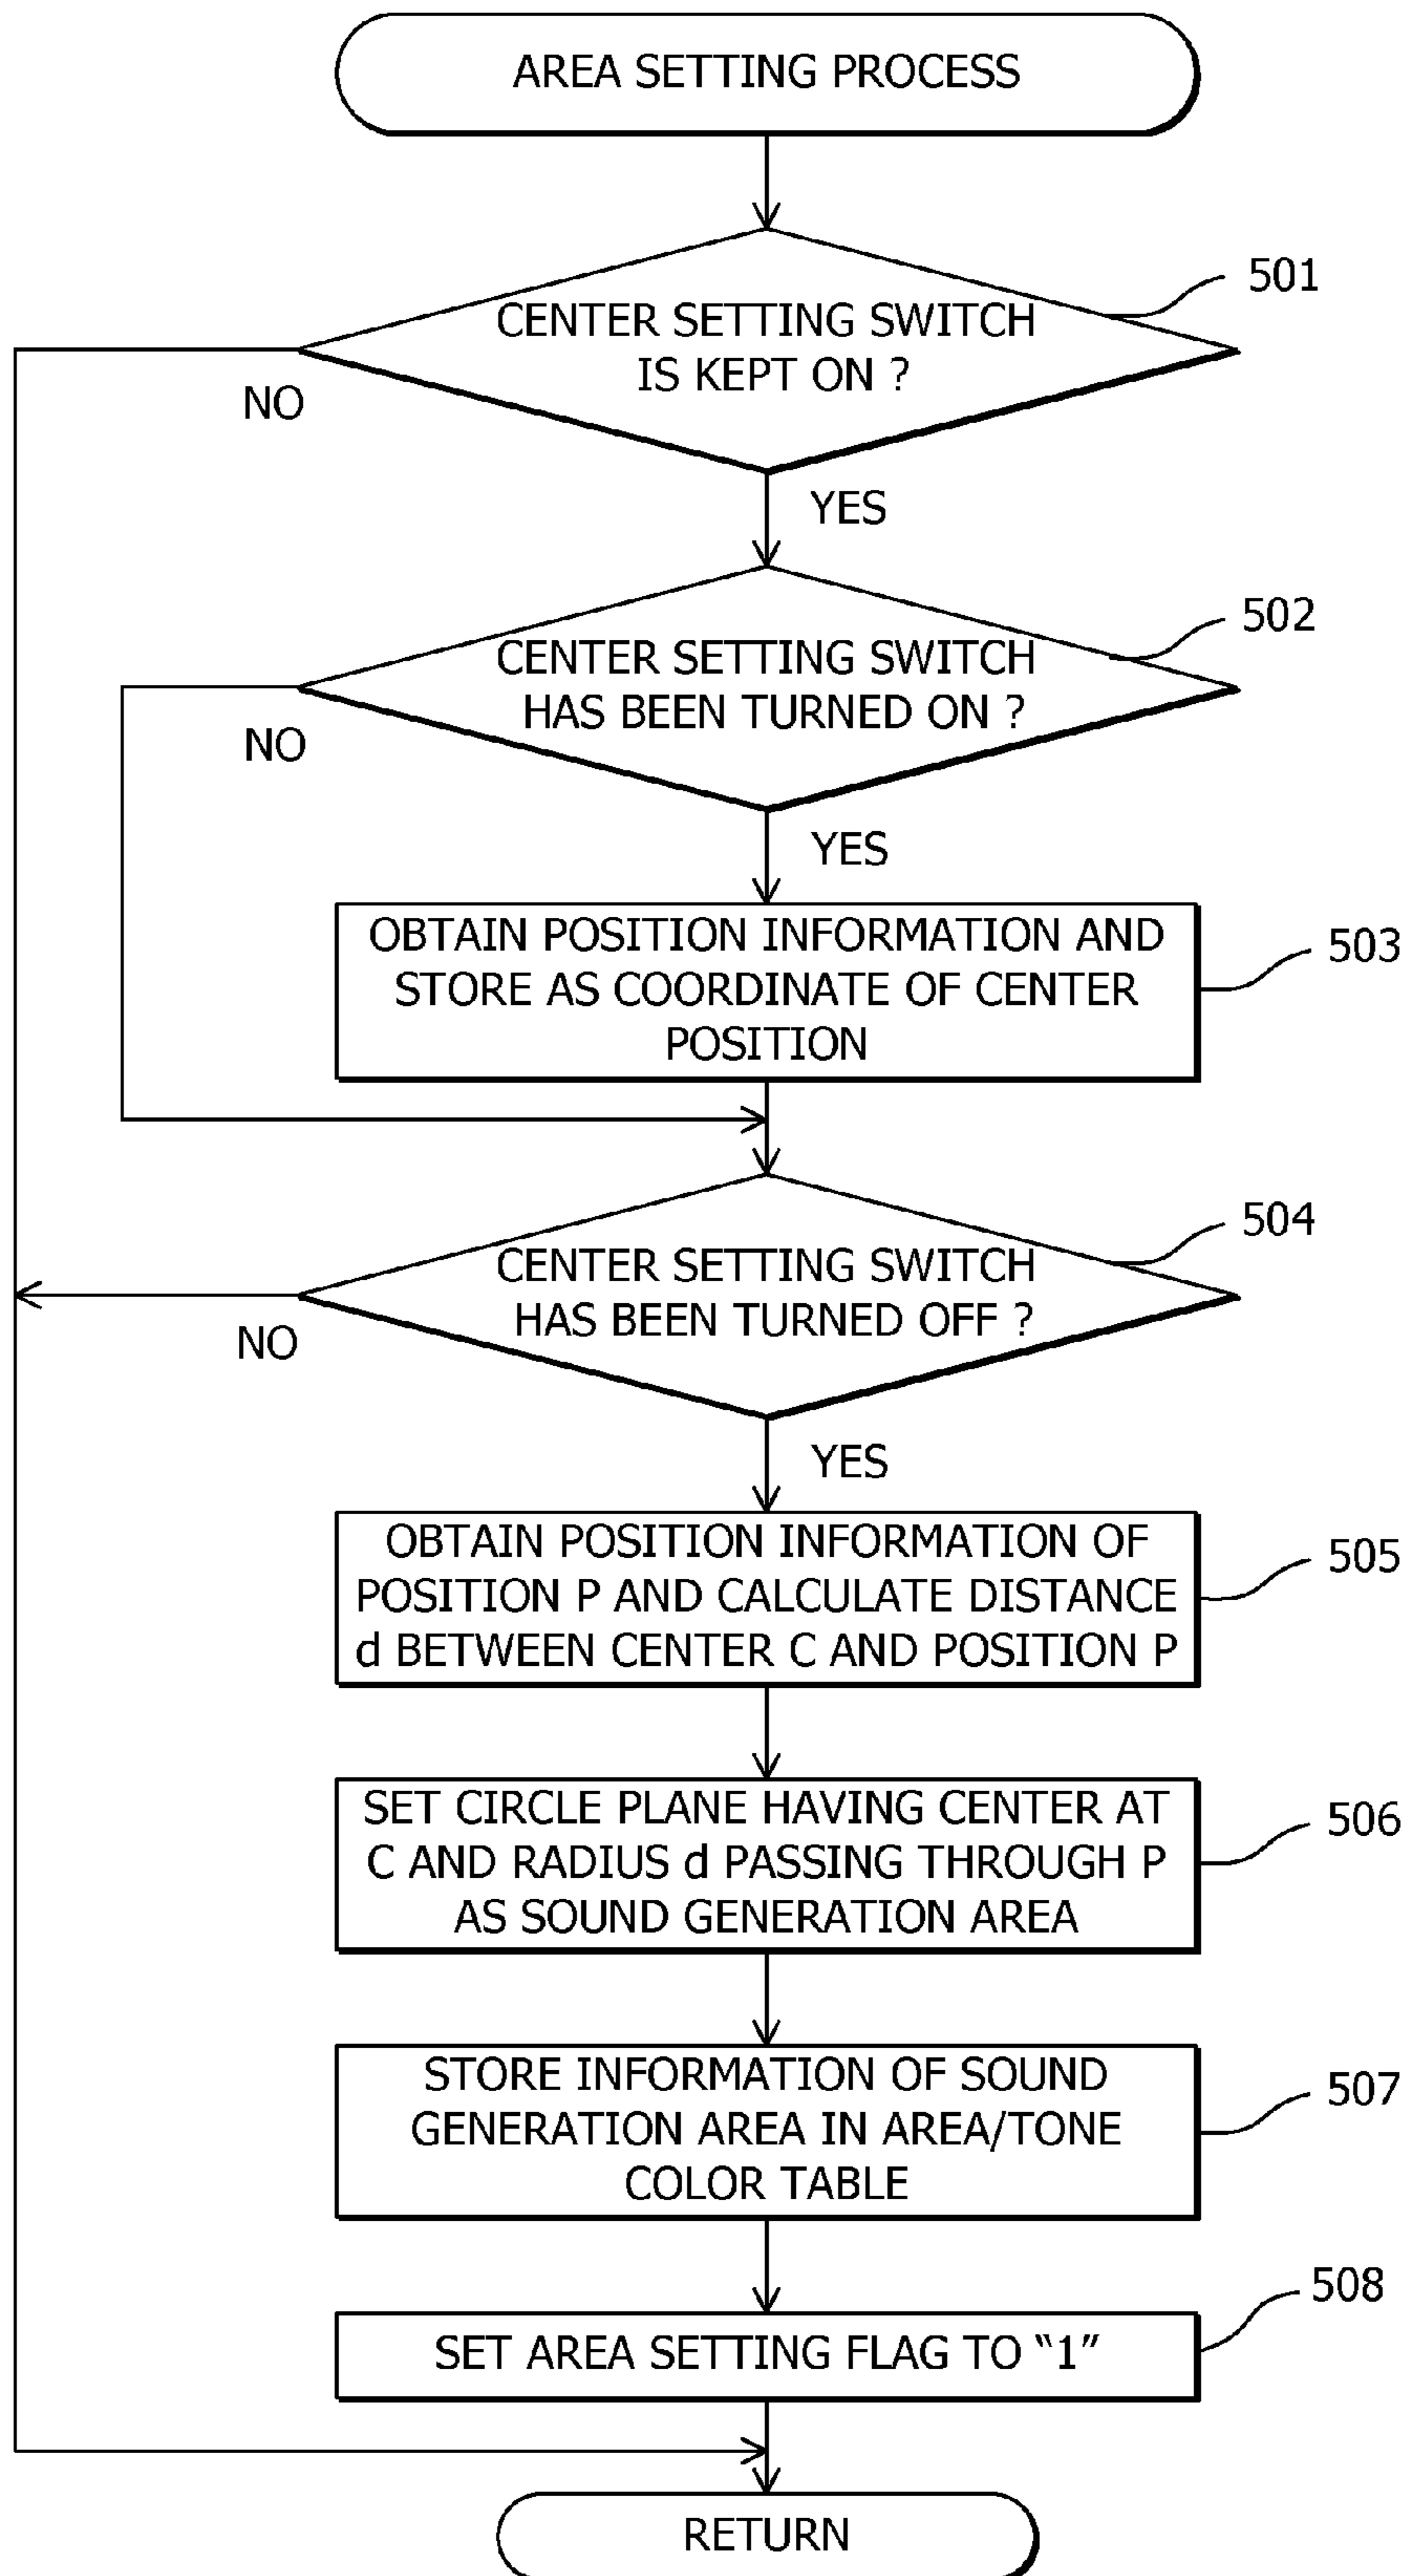 AREA SETTING PROCESS
501
CENTER SETTING SWITCH
IS KEPT ON ?
NO
YES
502
CENTER SETTING SWITCH
HAS BEEN TURNED ON ?
NO
YES
OBTAIN POSITION INFORMATION AND
STORE AS COORDINATE OF CENTER
POSITION
503
504
CENTER SETTING SWITCH
HAS BEEN TURNED OFF ?
NO
YES
OBTAIN POSITION INFORMATION OF
POSITION P AND CALCULATE DISTANCE
d BETWEEN CENTER C AND POSITION P
505
SET CIRCLE PLANE HAVING CENTER AT
C AND RADIUS d PASSING THROUGH P
AS SOUND GENERATION AREA
506
STORE INFORMATION OF SOUND
GENERATION AREA IN AREA/TONE
COLOR TABLE
507
508
SET AREA SETTING FLAG TO “1”
RETURN